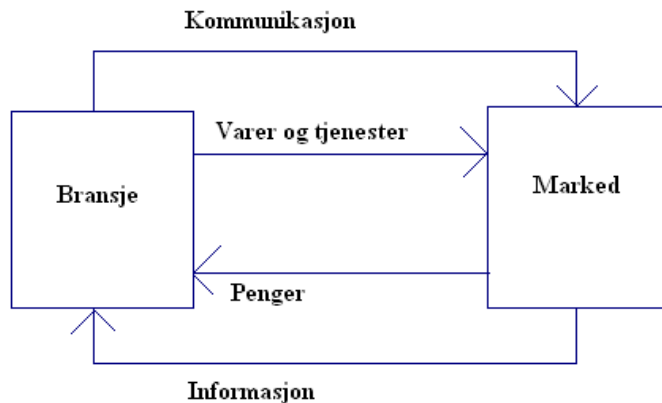 Kommunikasjon
Varer og tjenester
Bransje
Marked
Penger
Informasjon